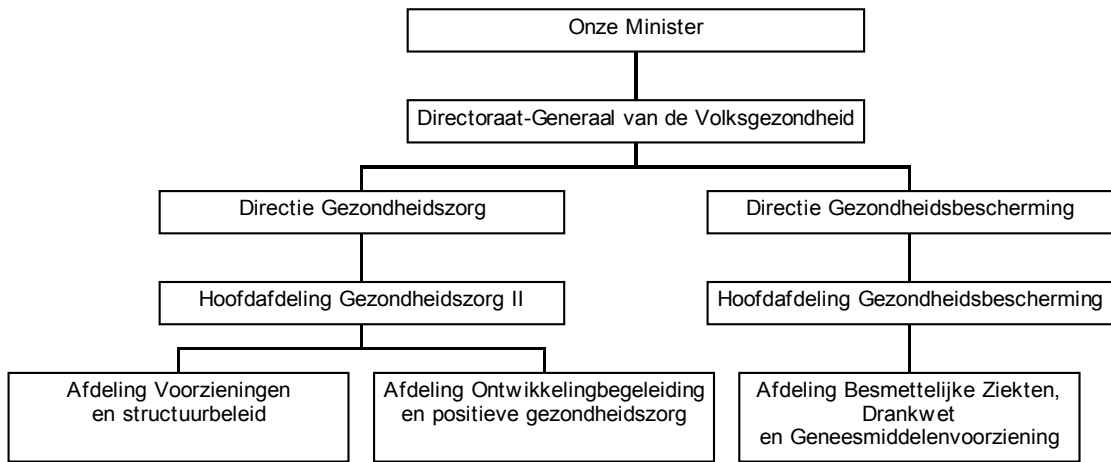 Onze Minister
Directoraat-Generaal van de Volksgezondheid
Directie Gezondheidszorg
Directie Gezondheidsbescherming
Hoofdafdeling Gezondheidszorg II
Hoofdafdeling Gezondheidsbescherming
Afdeling Voorzieningen
en structuurbeleid
Afdeling Ontwikkelingbegeleiding
en positieve gezondheidszorg
Afdeling Besmettelijke Ziekten,
Drankwet
en Geneesmiddelenvoorziening